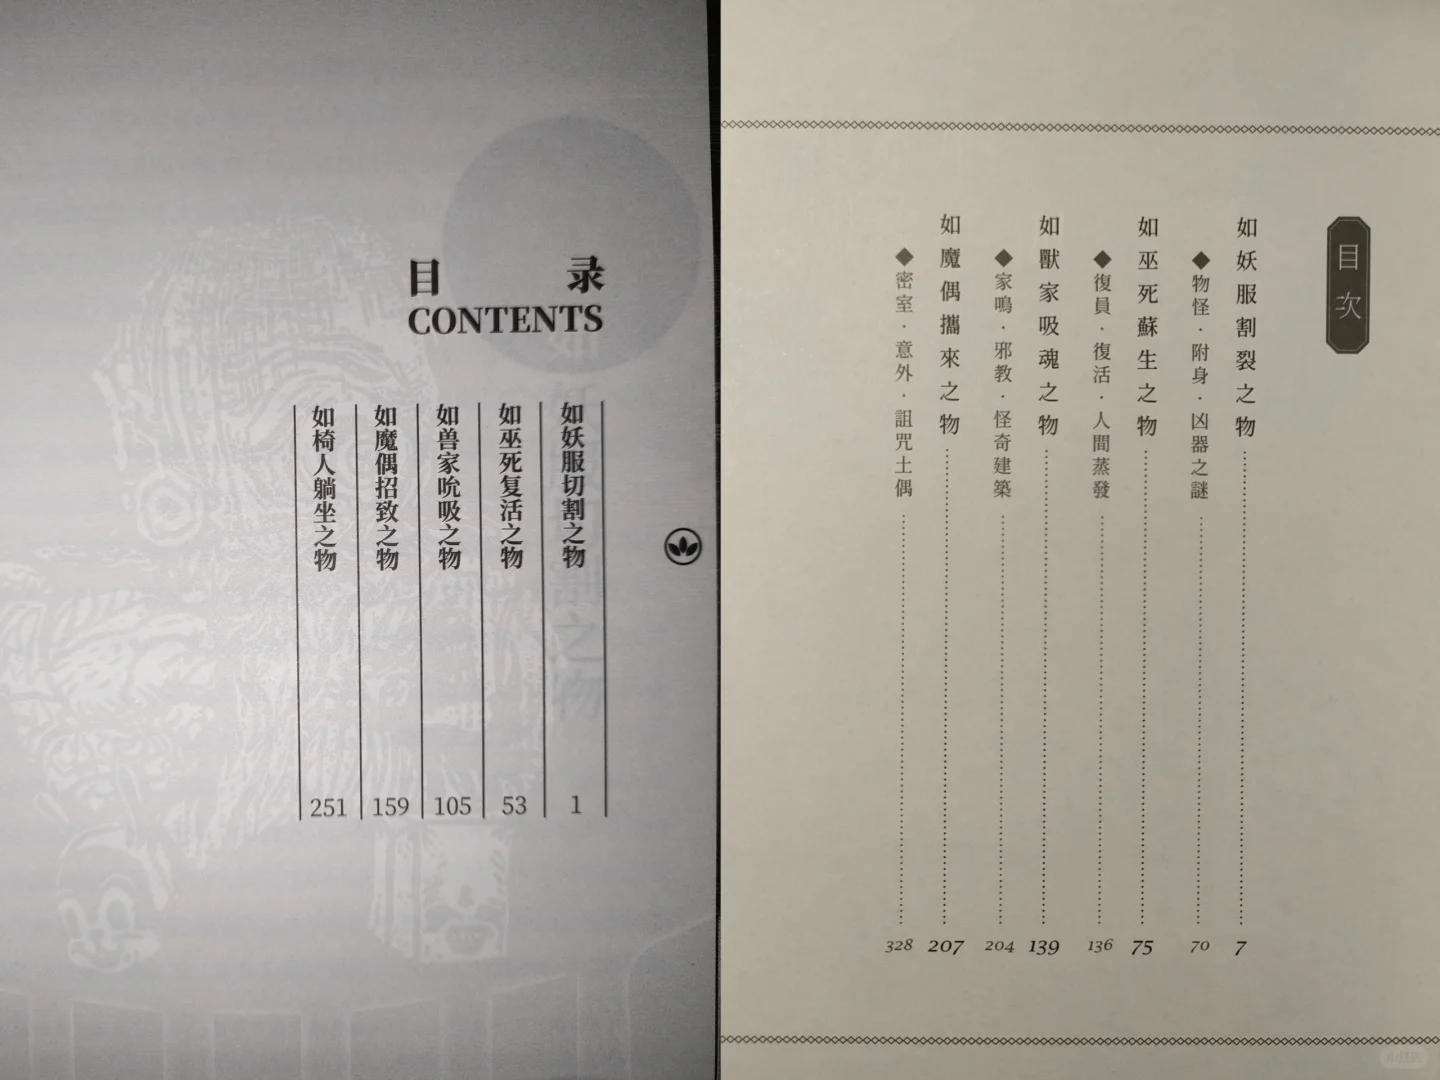 目 录
CONTENTS
如妖服切割之物 1
如巫死复活之物 53
如兽家吮吸之物 105
如魔偶招致之物 159
如椅人躺坐之物 251
目次
如妖服割裂之物 7
◆物怪·附身·凶器之謎 70
如巫死蘇生之物 75
◆復員·復活·人間蒸發 136
如獸家吸魂之物 139
◆家鳴·邪教·怪奇建築 204
如魔偶攜來之物 207
◆密室·意外·詛咒土偶 328